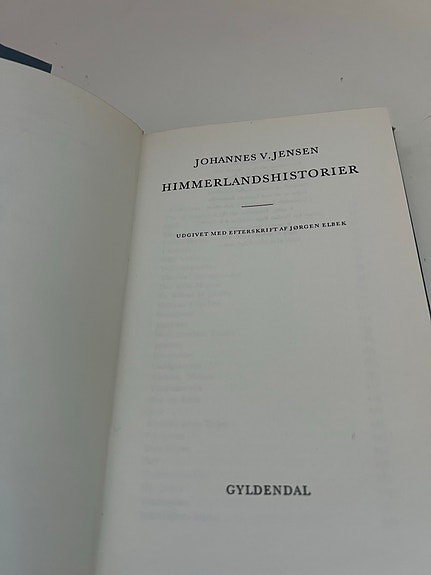 JOHANNES V. JENSEN
HIMMERLANDSHISTORIER
UDGIVET MED EFTERSKRIFT AF JØRGEN ELBEK
GYLDENDAL